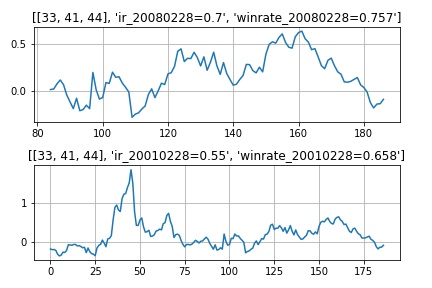 [[33, 41, 44], 'ir_20080228=0.7', 'winrate_20080228=0.757']
0.5
0.0
80 100 120 140 160 180
[[33, 41, 44], 'ir_20010228=0.55', 'winrate_20010228=0.658']
1
0
0 25 50 75 100 125 150 175